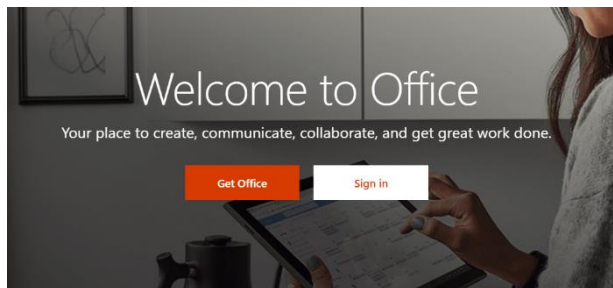 Welcome to Office
Your place to create, communicate, collaborate, and get great work done.
Get Office
Sign in